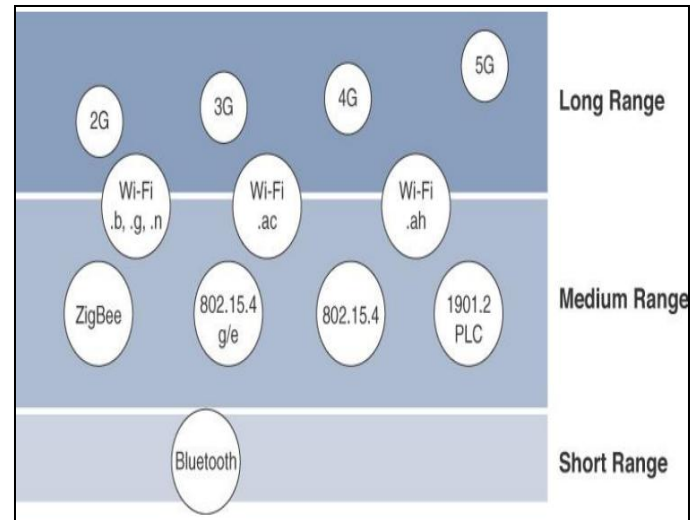 5G
4G
3G
2G
Long Range
Wi-Fi
.b, .g, .n
Wi-Fi
.ac
Wi-Fi
.ah
ZigBee
802.15.4
g/e
802.15.4
1901.2
PLC
Medium Range
Bluetooth
Short Range